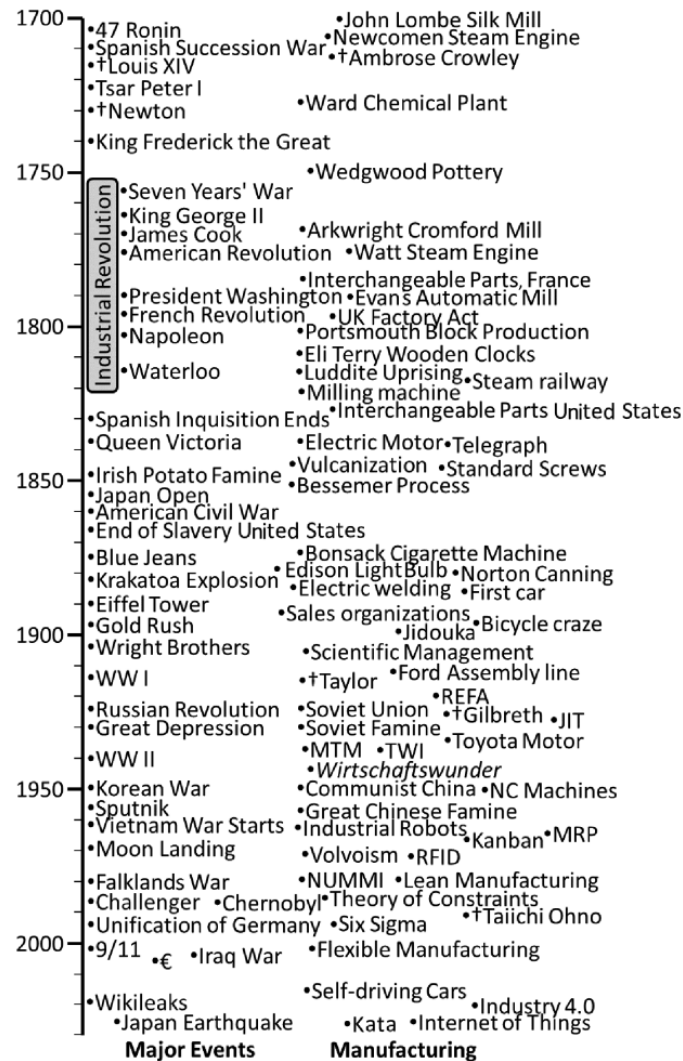 1700
•47 Ronin
•Spanish Succession War
•†Louis XIV
•Tsar Peter I
•†Newton
•King Frederick the Great
1750
Industrial Revolution
•Seven Years' War
•King George II
•James Cook
•American Revolution
•President Washington
•French Revolution
1800
•Napoleon
•Waterloo
•Spanish Inquisition Ends
•Queen Victoria
•Irish Potato Famine
1850
•Japan Open
•American Civil War
•End of Slavery United States
•Blue Jeans
•Krakatoa Explosion
•Eiffel Tower
•Gold Rush
1900
•Wright Brothers
•WW I
•Russian Revolution
•Great Depression
•WW II
1950
•Korean War
•Sputnik
•Vietnam War Starts
•Moon Landing
•Falklands War
•Challenger •Chernobyl
•Unification of Germany
2000
•9/11 •€ •Iraq War
•Wikileaks
•Japan Earthquake
Major Events
•John Lombe Silk Mill
•Newcomen Steam Engine
•†Ambrose Crowley
•Ward Chemical Plant
•Wedgwood Pottery
•Arkwright Cromford Mill
•Watt Steam Engine
•Interchangeable Parts, France
•Evans Automatic Mill
•UK Factory Act
•Portsmouth Block Production
•Eli Terry Wooden Clocks
•Luddite Uprising •Steam railway
•Milling machine
•Interchangeable Parts United States
•Electric Motor •Telegraph
•Vulcanization •Standard Screws
•Bessemer Process
•Bonsack Cigarette Machine
•Edison LightBulb •Norton Canning
•Electric welding •First car
•Sales organizations •Bicycle craze
•Jidouka
•Scientific Management
•†Taylor •Ford Assembly line
•REFA
•Soviet Union •†Gilbreth •JIT
•Soviet Famine •Toyota Motor
•MTM •TWI
•Wirtschaftswunder
•Communist China •NC Machines
•Great Chinese Famine
•Industrial Robots •Kanban •MRP
•Volvoism •RFID
•NUMMI •Lean Manufacturing
•Theory of Constraints
•†Taiichi Ohno
•Six Sigma
•Flexible Manufacturing
•Self-driving Cars
•Industry 4.0
•Kata •Internet of Things
Manufacturing